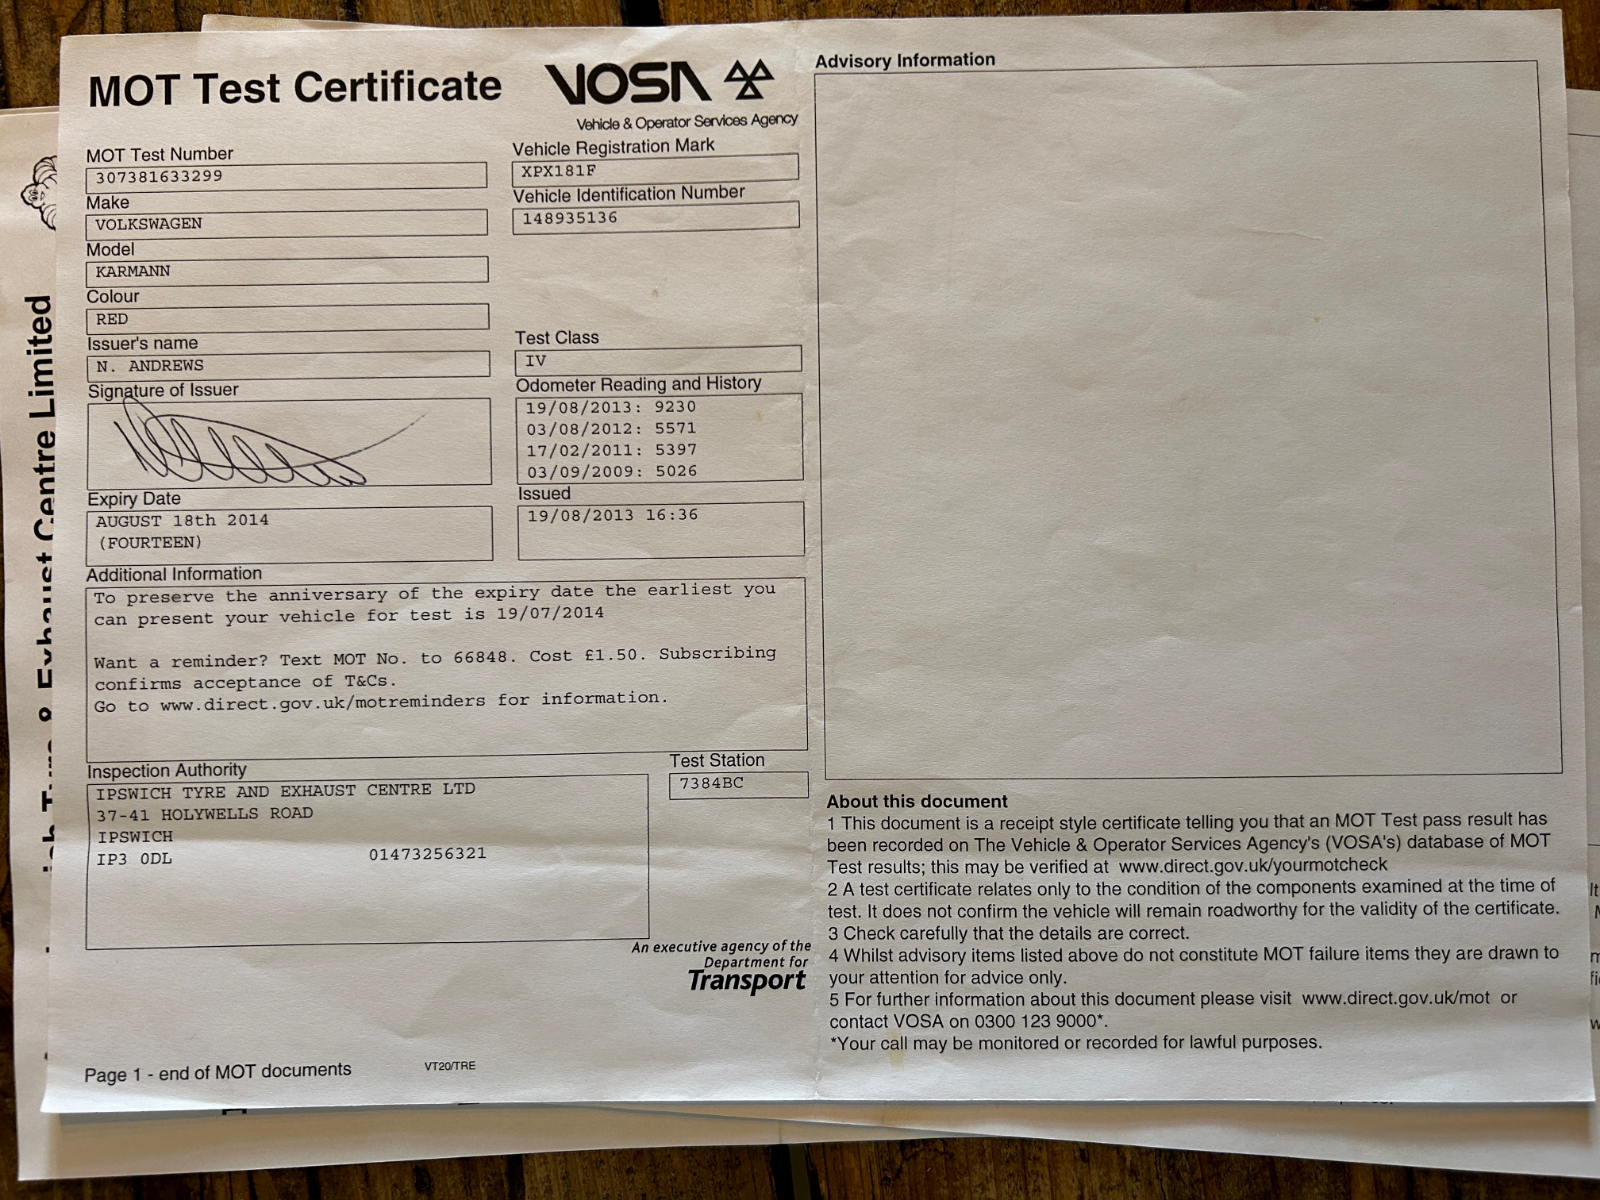 MOT Test Certificate
VOSA
Vehicle & Operator Services Agency
MOT Test Number
307381633299
Make
VOLKSWAGEN
Model
KARMANN
Colour
RED
Issuer's name
N. ANDREWS
Signature of Issuer
Expiry Date
AUGUST 18th 2014
(FOURTEEN)
Vehicle Registration Mark
XPX181F
Vehicle Identification Number
148935136
Test Class
IV
Odometer Reading and History
19/08/2013: 9230
03/08/2012: 5571
17/02/2011: 5397
03/09/2009: 5026
Issued
19/08/2013 16:36
Additional Information
To preserve the anniversary of the expiry date the earliest you
can present your vehicle for test is 19/07/2014
Want a reminder? Text MOT No. to 66848. Cost £1.50. Subscribing
confirms acceptance of T&Cs.
Go to www.direct.gov.uk/motreminders for information.
Inspection Authority
IPSWICH TYRE AND EXHAUST CENTRE LTD
37-41 HOLYWELLS ROAD
IPSWICH
IP3 0DL 01473256321
Test Station
7384BC
An executive agency of the
Department for
Transport
Page 1 - end of MOT documents
VT20/TRE
Advisory Information
About this document
1 This document is a receipt style certificate telling you that an MOT Test pass result has
been recorded on The Vehicle & Operator Services Agency's (VOSA's) database of MOT
Test results; this may be verified at www.direct.gov.uk/yourmotcheck
2 A test certificate relates only to the condition of the components examined at the time of
test. It does not confirm the vehicle will remain roadworthy for the validity of the certificate.
3 Check carefully that the details are correct.
4 Whilst advisory items listed above do not constitute MOT failure items they are drawn to
your attention for advice only.
5 For further information about this document please visit www.direct.gov.uk/mot or
contact VOSA on 0300 123 9000*.
*Your call may be monitored or recorded for lawful purposes.
& Exhaust Centre Limited